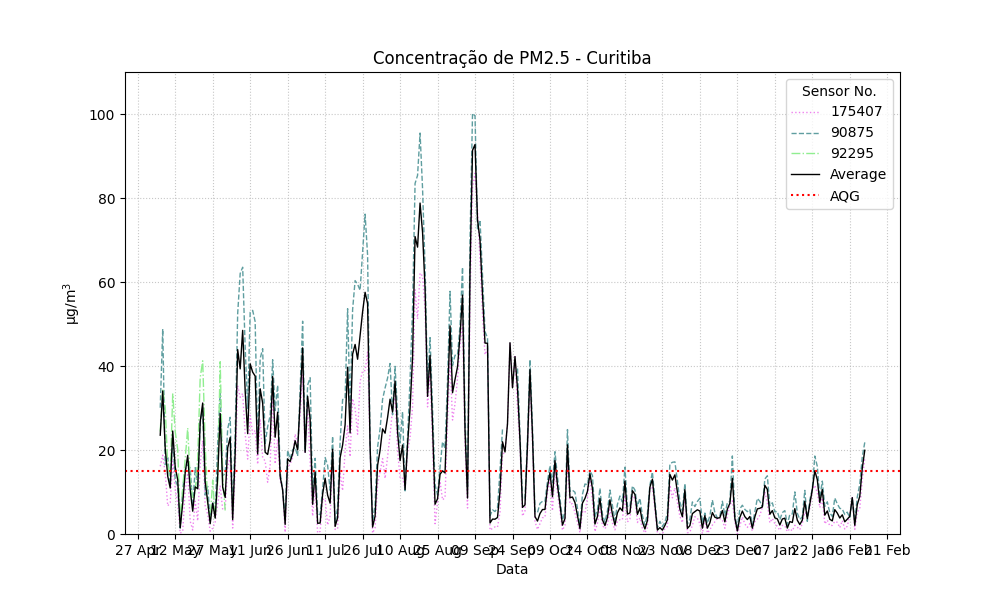 Concentração de PM2.5 - Curitiba
Sensor No.
175407
90875
92295
Average
AQG
100
80
60
40
20
0
µg/m³
27 Apr 12 May 27 May 11 Jun 26 Jun 11 Jul 26 Jul 10 Aug 25 Aug 09 Sep 24 Sep 09 Oct 24 Oct 08 Nov 23 Nov 08 Dec 23 Dec 07 Jan 22 Jan 06 Feb 21 Feb
Data